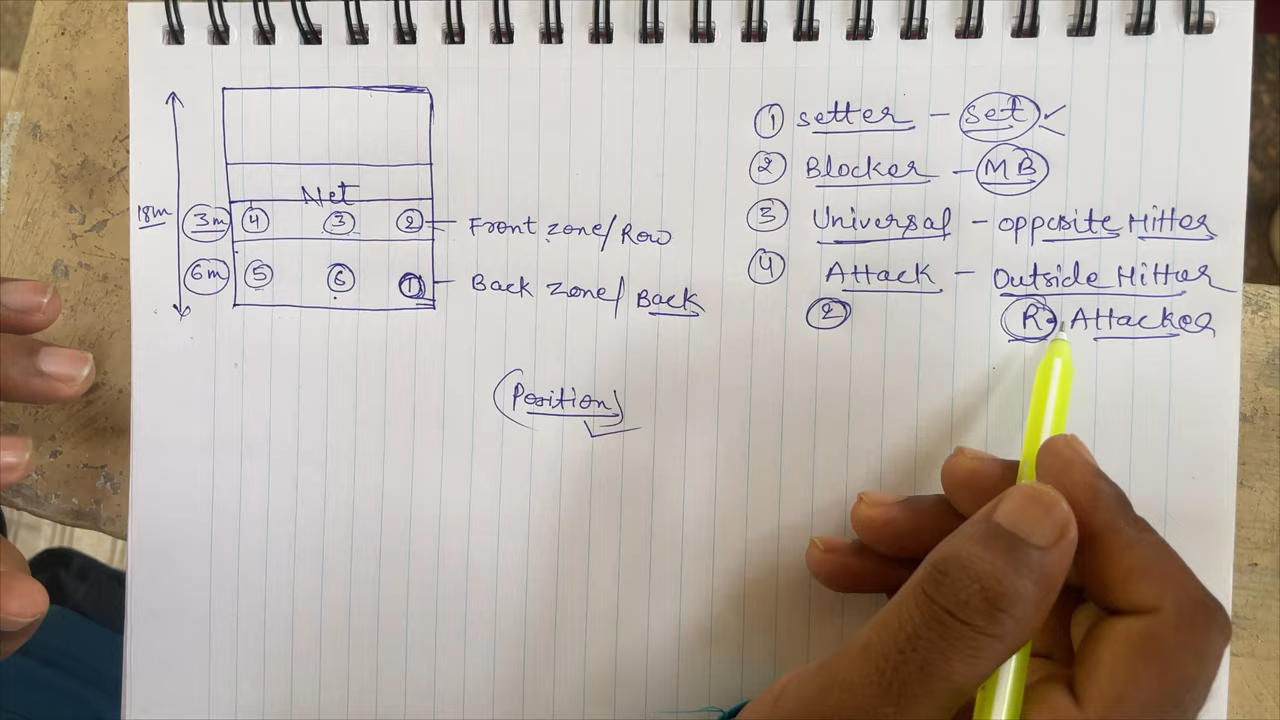 18m
Net
3m ④ ③ ② Front zone/Row
6m ⑤ ⑥ ① Back zone/Back
(Position)
① setter - set
② Blocker - MB
③ Universal - opposite Hitter
④ Attack - Outside Hitter
② R. Attacker